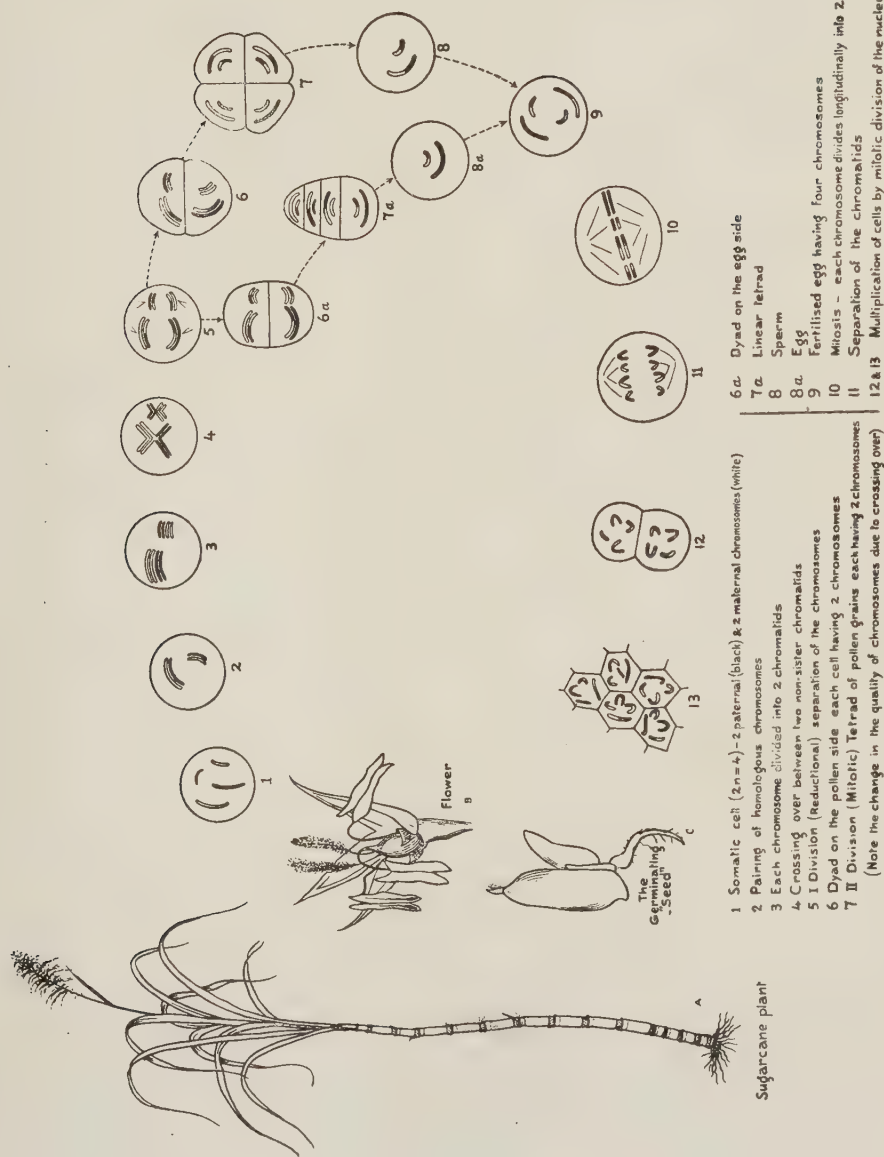 Sugarcane plant
A
Flower
B
The
Germinating
-"Seed"
C
1
2
3
4
5
6
7
8
6a
7a
8a
9
10
11
12
13
1 Somatic cell (2n=4)-2 paternal (black) & 2 maternal chromosomes (white)
2 Pairing of homologous chromosomes
3 Each chromosome divided into 2 chromatids
4 Crossing over between two non-sister chromatids
5 I Division (Reductional) separation of the chromosomes
6 Dyad on the pollen side each cell having 2 chromosomes
7 II Division (Mitotic) Tetrad of pollen grains each having 2 chromosomes
(Note the change in the quality of chromosomes due to crossing over)
6a Dyad on the egg side
7a Linear tetrad
8 Sperm
8a Egg
9 Fertilised egg having four chromosomes
10 Mitosis - each chromosome divides longitudinally into 2
11 Separation of the chromatids
12 & 13 Multiplication of cells by mitotic division of the